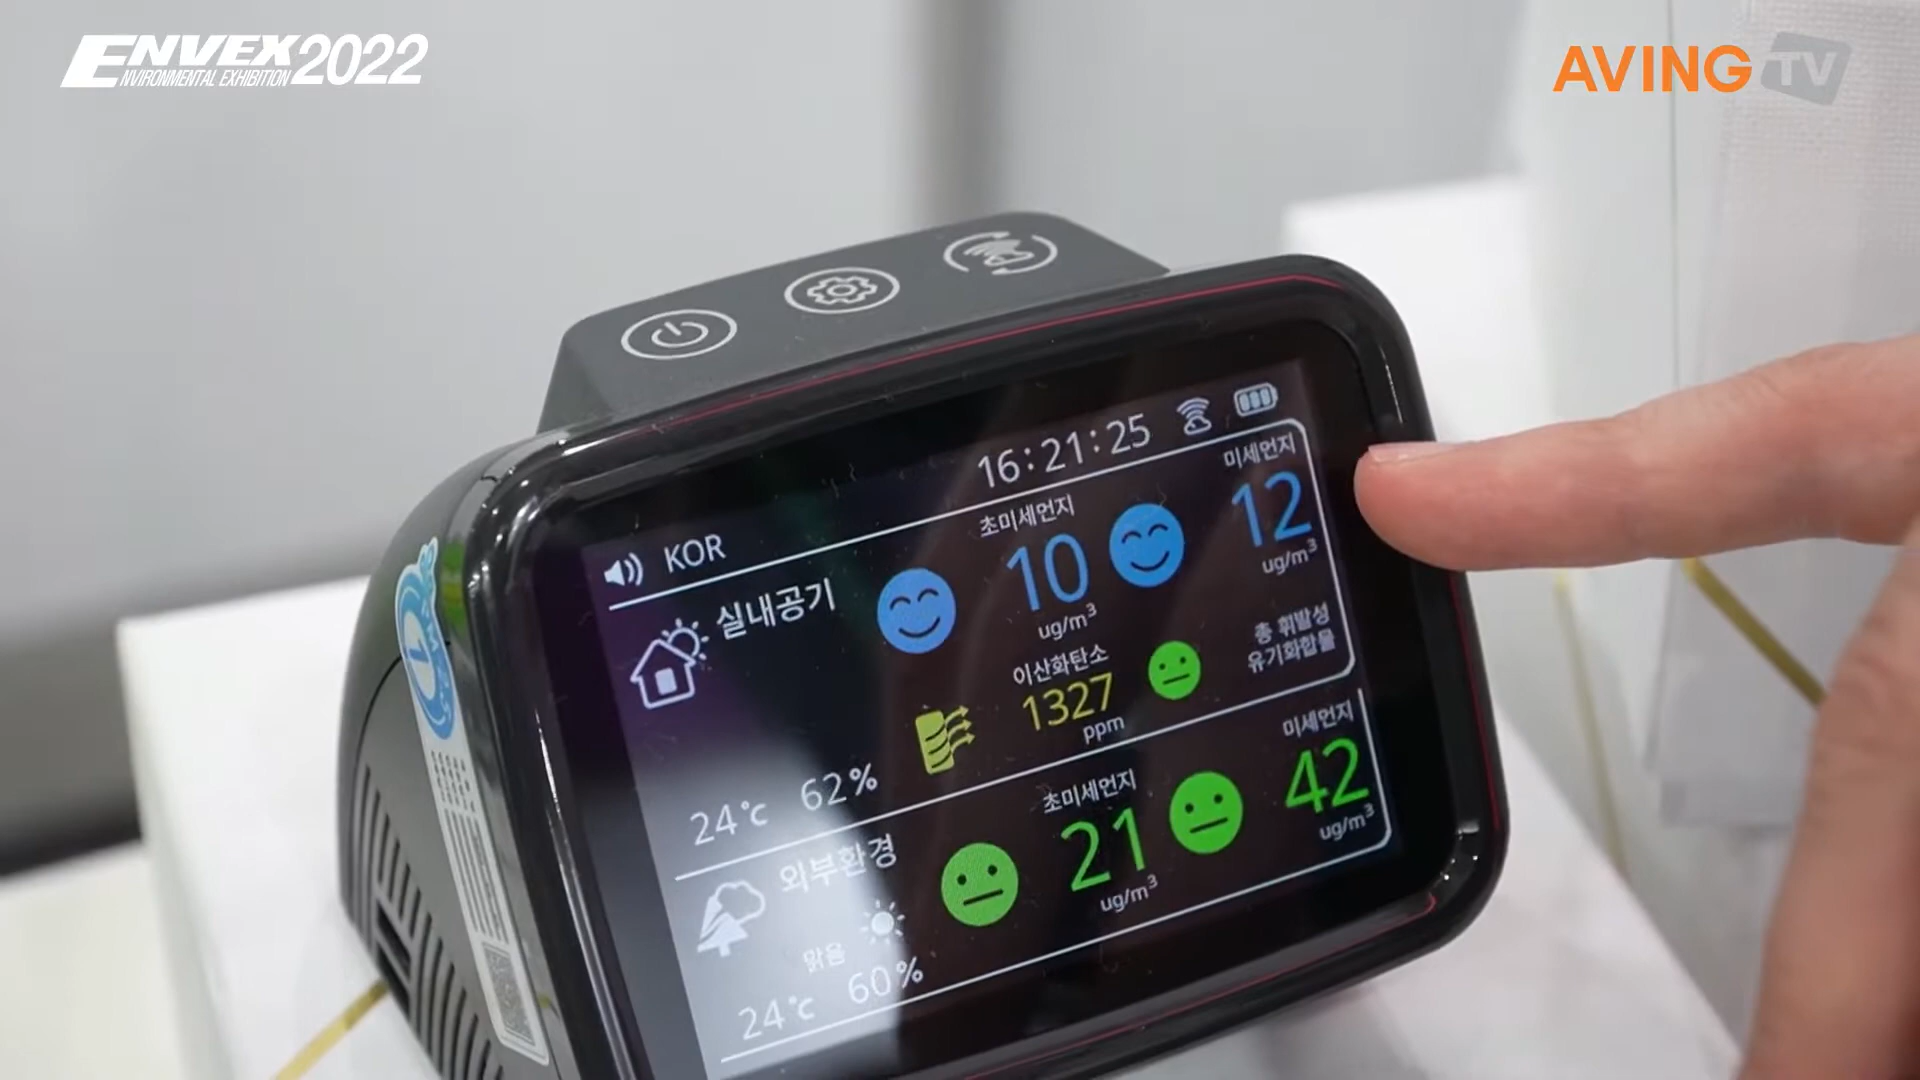 ENVEX2022
ENVIRONMENTAL EXHIBITION
AVING TV
16:21:25
KOR
실내공기
초미세먼지
10
ug/m³
미세먼지
12
ug/m³
이산화탄소
1327
ppm
총 휘발성
유기화합물
24℃ 62%
외부환경
맑음
24℃ 60%
초미세먼지
21
ug/m³
미세먼지
42
ug/m³